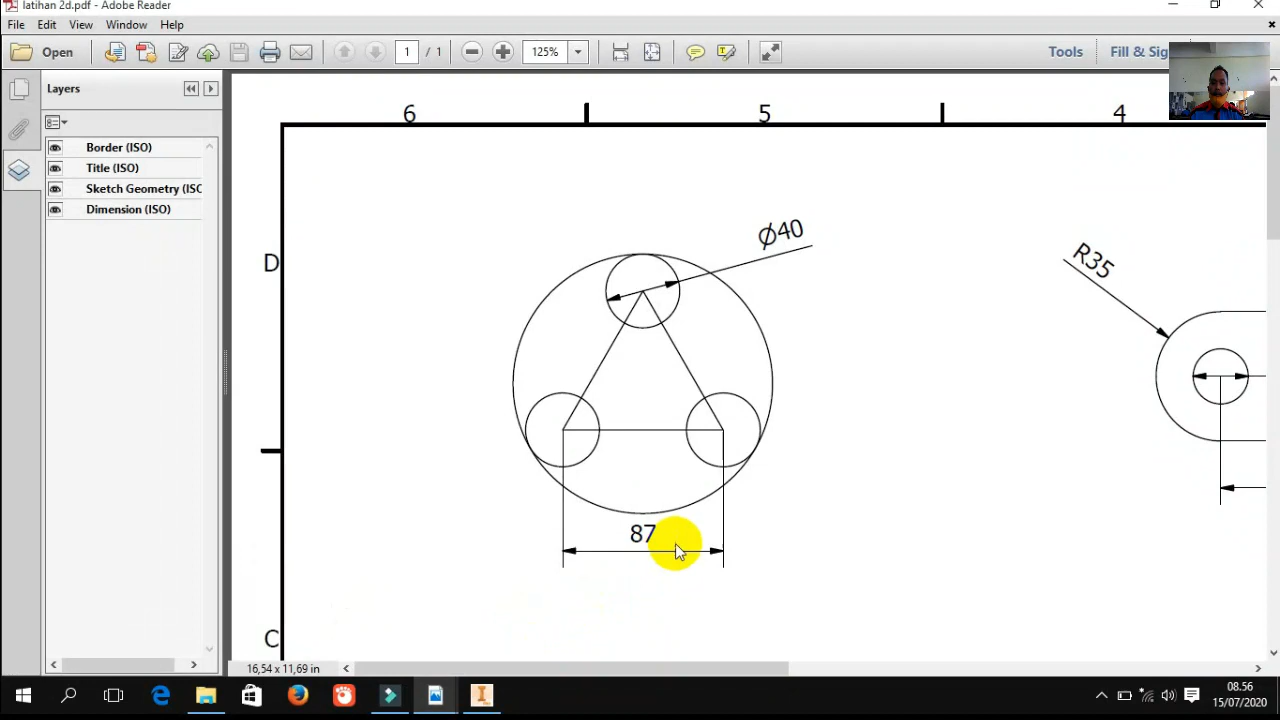 latihan 2d.pdf - Adobe Reader
File Edit View Window Help
Open 1 / 1 125% Tools Fill & Sig
Layers
Border (ISO)
Title (ISO)
Sketch Geometry (ISC
Dimension (ISO)
6 5 4
D
Ø40
R35
87
C
16,54 x 11,69 in
08.56
15/07/2020